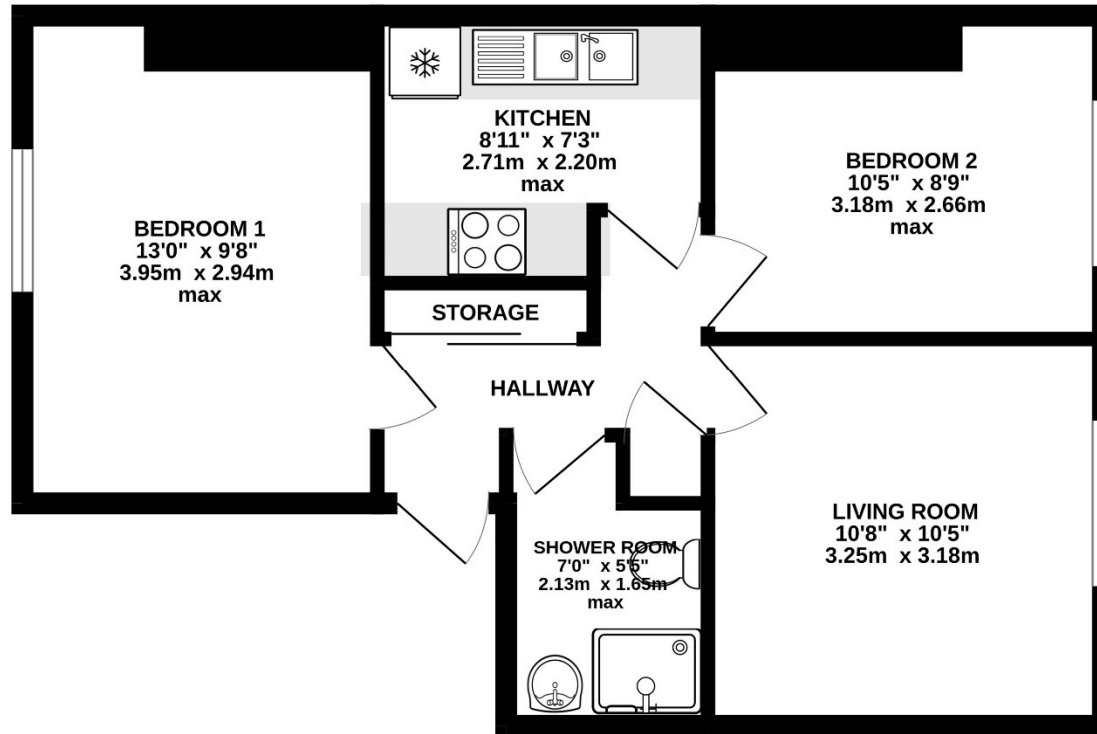 KITCHEN
8'11" x 7'3"
2.71m x 2.20m
max
BEDROOM 2
10'5" x 8'9"
3.18m x 2.66m
max
BEDROOM 1
13'0" x 9'8"
3.95m x 2.94m
max
STORAGE
HALLWAY
LIVING ROOM
10'8" x 10'5"
3.25m x 3.18m
SHOWER ROOM
7'0" x 5'5"
2.13m x 1.65m
max